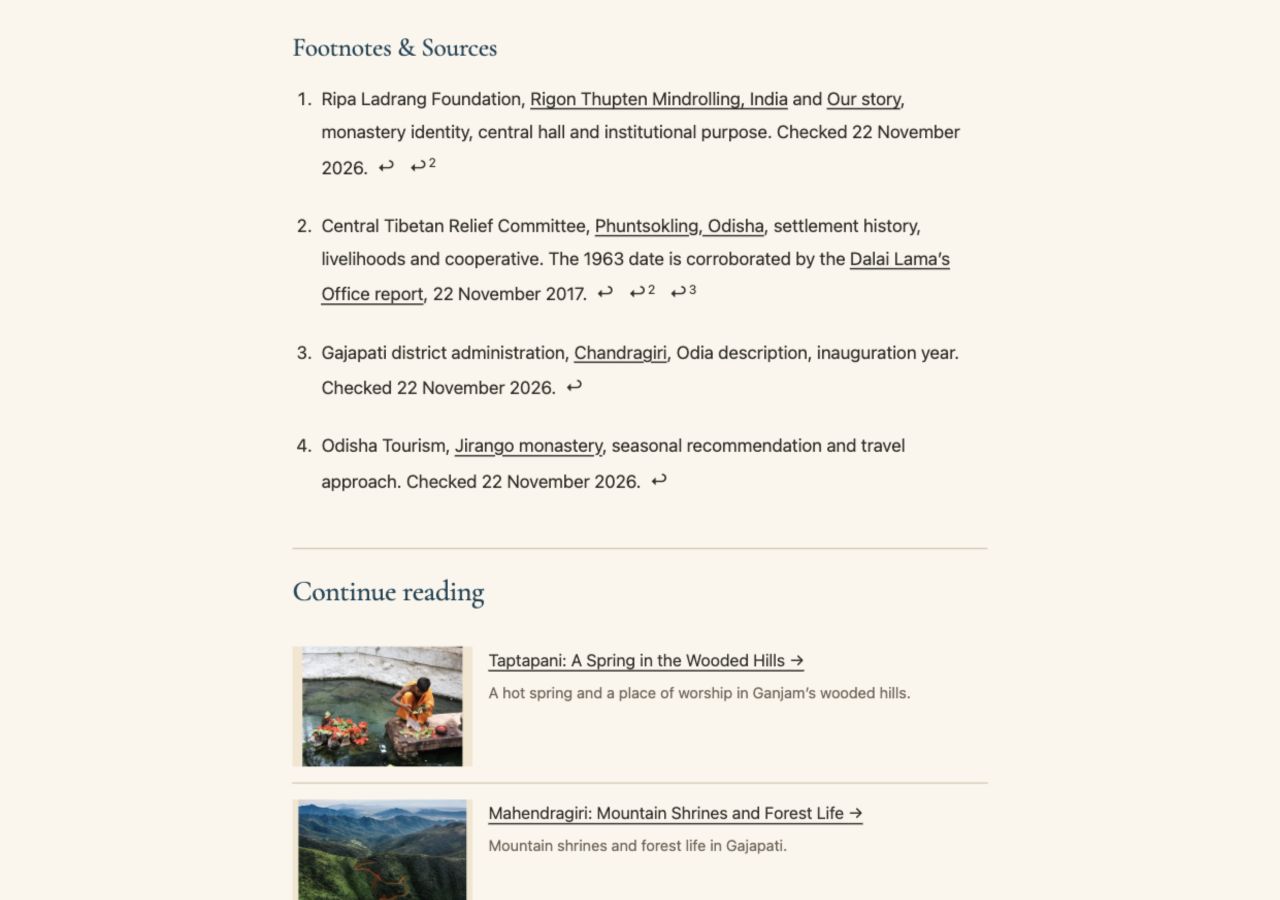 Footnotes & Sources
1. Ripa Ladrang Foundation, Rigon Thupten Mindrolling, India and Our story,
monastery identity, central hall and institutional purpose. Checked 22 November
2026. ↩ ↩2
2. Central Tibetan Relief Committee, Phuntsokling, Odisha, settlement history,
livelihoods and cooperative. The 1963 date is corroborated by the Dalai Lama’s
Office report, 22 November 2017. ↩ ↩2 ↩3
3. Gajapati district administration, Chandragiri, Odia description, inauguration year.
Checked 22 November 2026. ↩
4. Odisha Tourism, Jirango monastery, seasonal recommendation and travel
approach. Checked 22 November 2026. ↩
Continue reading
Taptapani: A Spring in the Wooded Hills →
A hot spring and a place of worship in Ganjam’s wooded hills.
Mahendragiri: Mountain Shrines and Forest Life →
Mountain shrines and forest life in Gajapati.